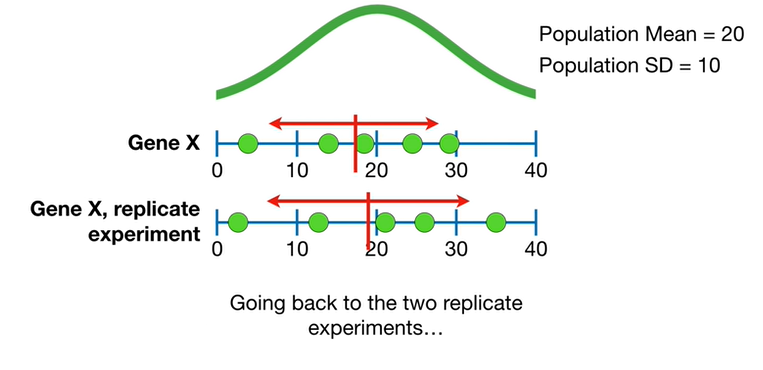 Population Mean = 20
Population SD = 10
Gene X
0 10 20 30 40
Gene X, replicate
experiment
0 10 20 30 40
Going back to the two replicate
experiments…